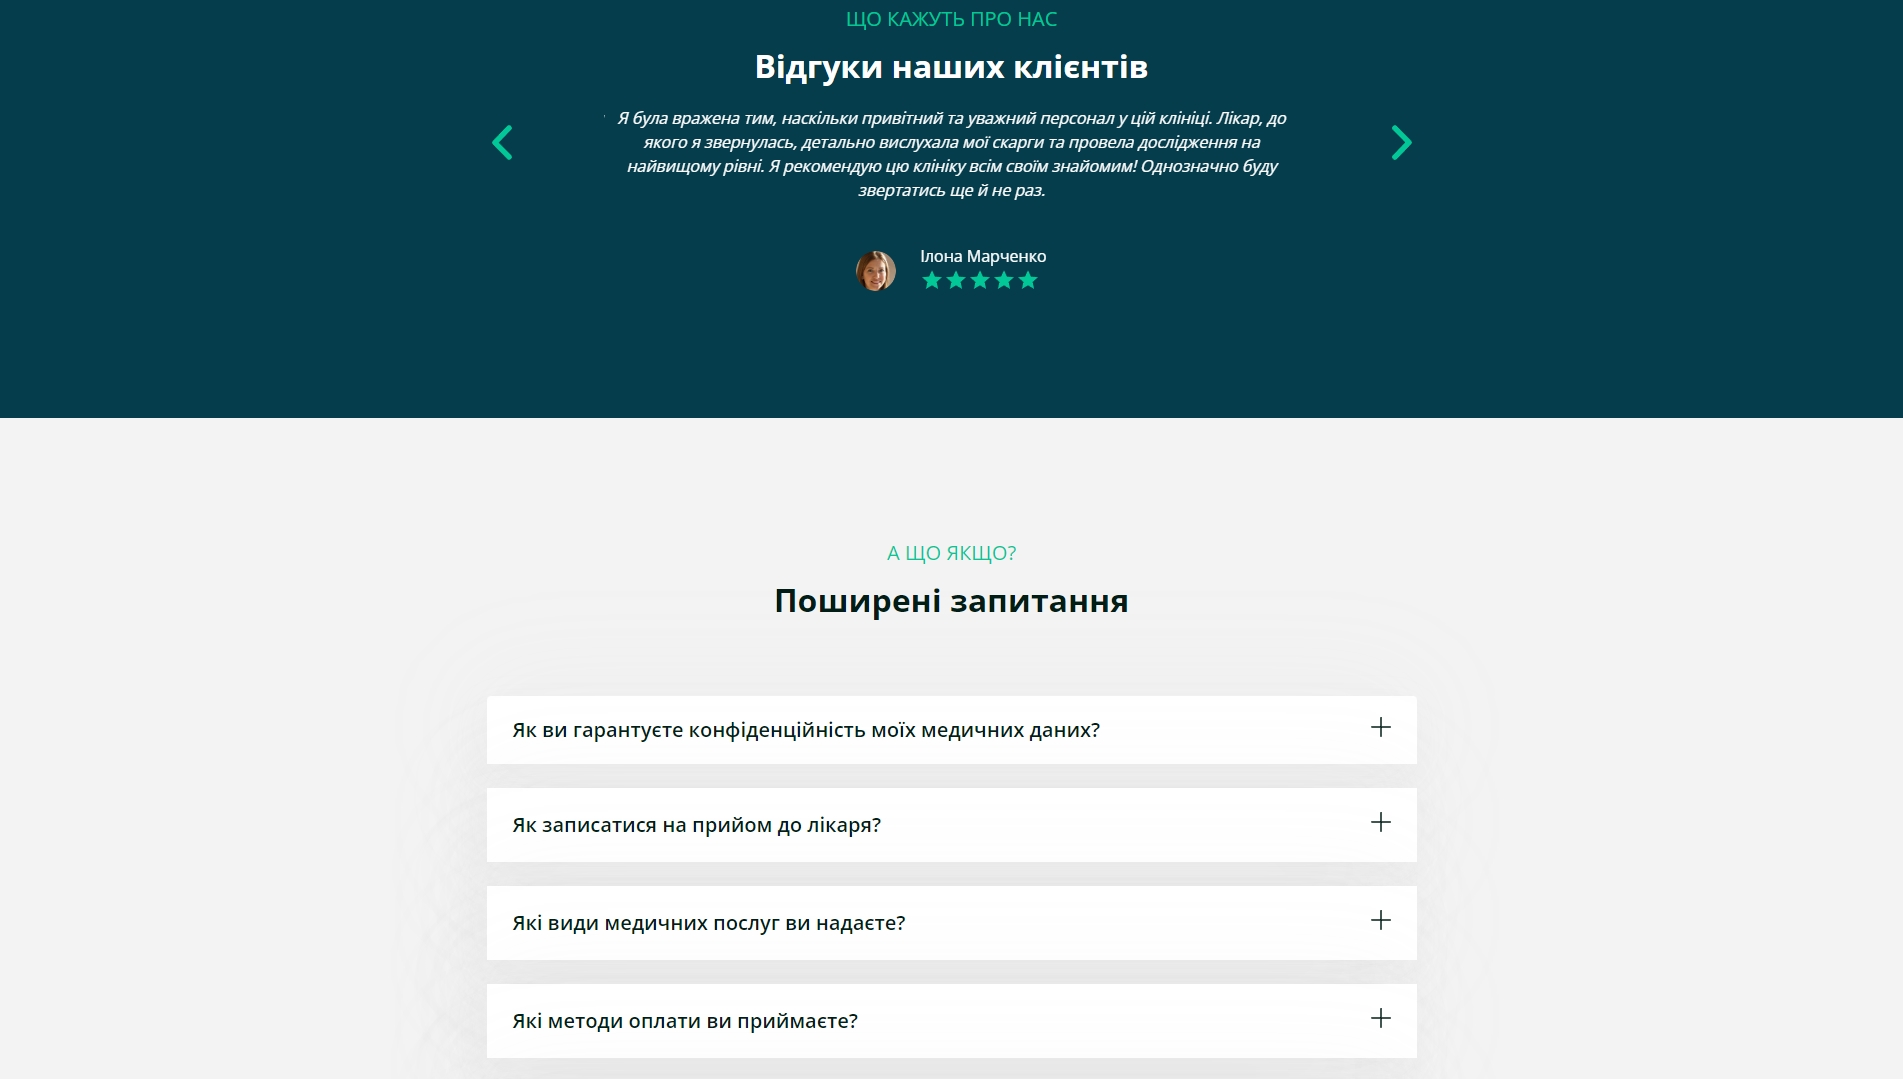 ЩО КАЖУТЬ ПРО НАС
Відгуки наших клієнтів
Я була вражена тим, наскільки привітний та уважний персонал у цій клініці. Лікар, до
якого я звернулась, детально вислухала мої скарги та провела дослідження на
найвищому рівні. Я рекомендую цю клініку всім своїм знайомим! Однозначно буду
звертатись ще й не раз.
Ілона Марченко
А ЩО ЯКЩО?
Поширені запитання
Як ви гарантуєте конфіденційність моїх медичних даних?
Як записатися на прийом до лікаря?
Які види медичних послуг ви надаєте?
Які методи оплати ви приймаєте?